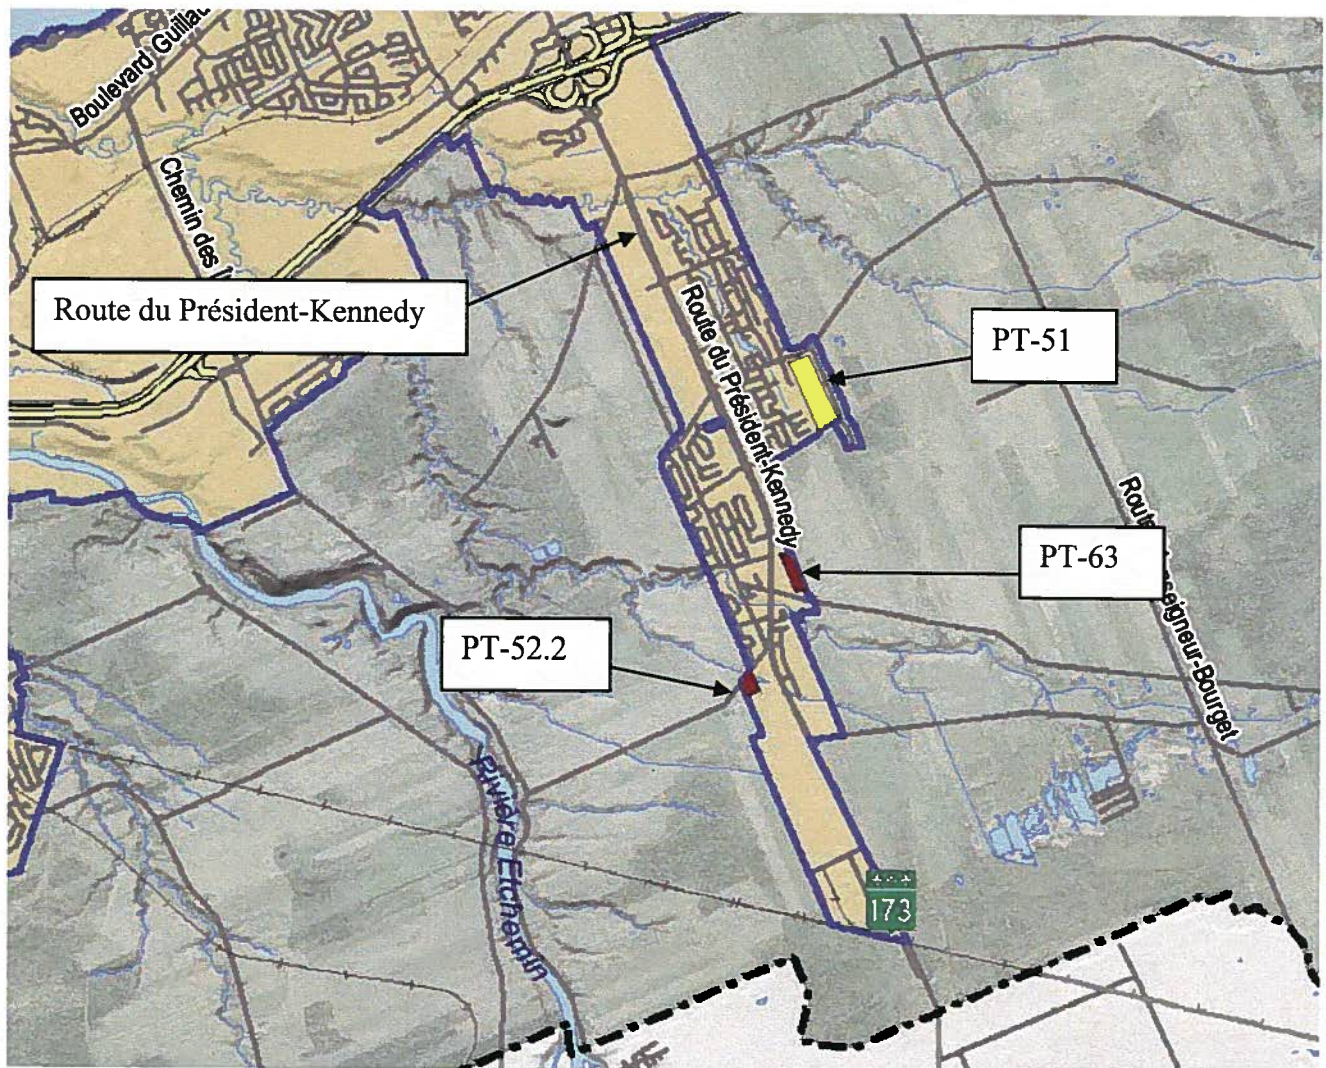 Boulevard
Chemin des
Route du Président-Kennedy
Route du Président-Kennedy
PT-51
PT-63
PT-52.2
Rivière Etchemin
173